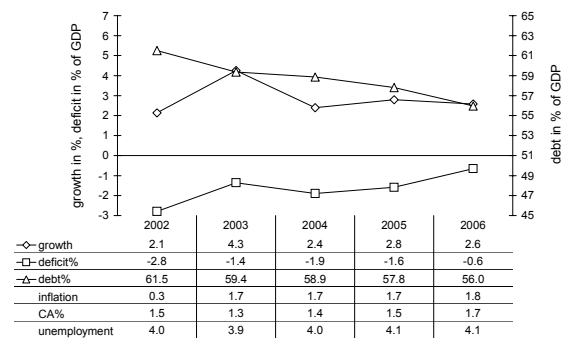 growth in %, deficit in % of GDP
7
6
5
4
3
2
1
0
-1
-2
-3
65
63
61
59
57
55
53
51
49
47
45
debt in % of GDP
2002 2003 2004 2005 2006
growth 2.1 4.3 2.4 2.8 2.6
deficit% -2.8 -1.4 -1.9 -1.6 -0.6
debt% 61.5 59.4 58.9 57.8 56.0
inflation 0.3 1.7 1.7 1.7 1.8
CA% 1.5 1.3 1.4 1.5 1.7
unemployment 4.0 3.9 4.0 4.1 4.1